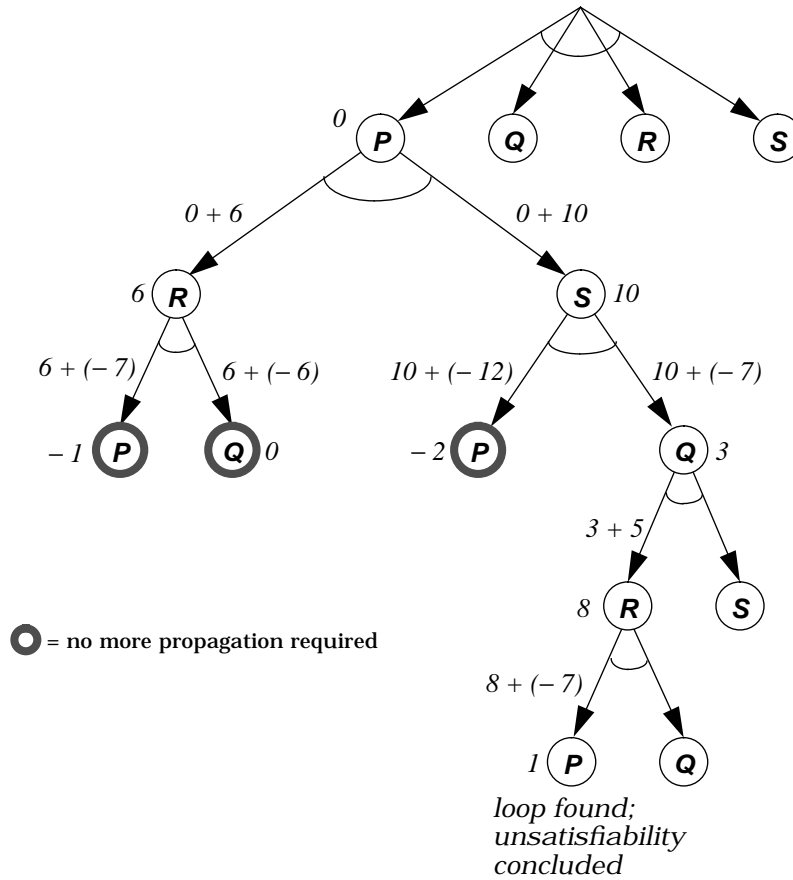 0 P Q R S
0 + 6 0 + 10
6 R S 10
6 + (– 7) 6 + (– 6) 10 + (– 12) 10 + (– 7)
– 1 P Q 0 – 2 P Q 3
3 + 5
8 R S
= no more propagation required
8 + (– 7)
1 P Q
loop found;
unsatisfiability
concluded